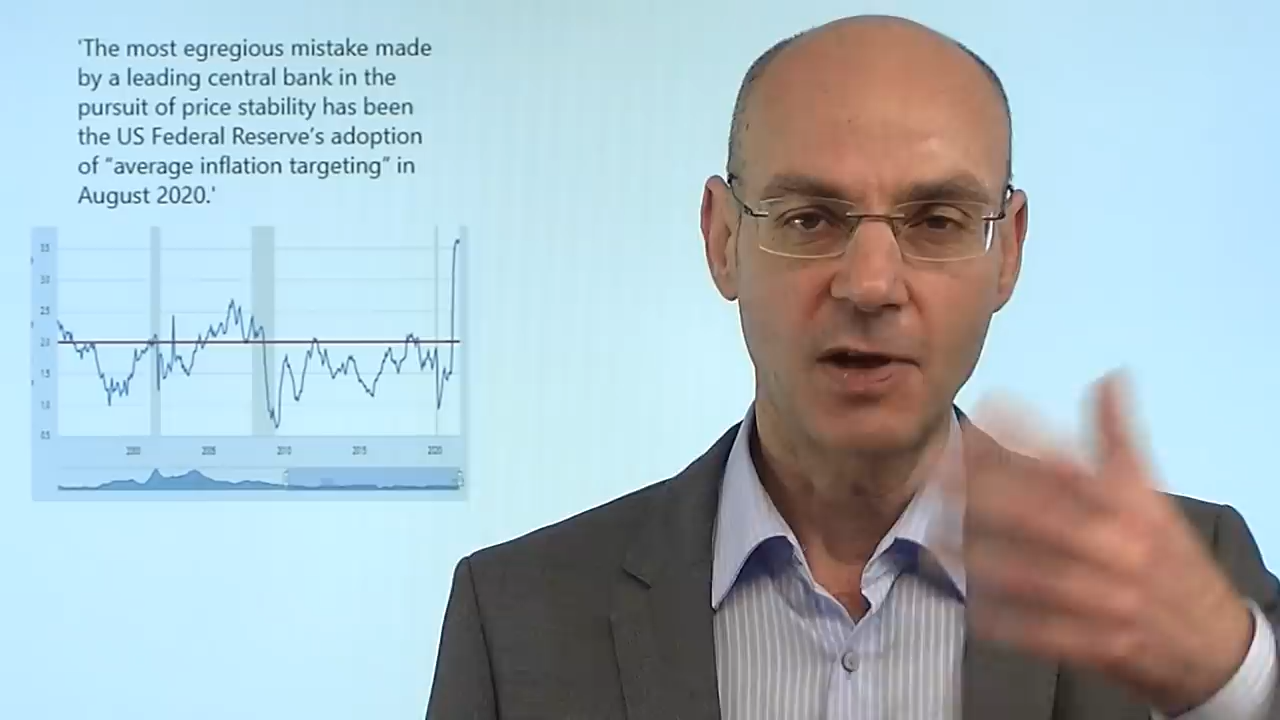 'The most egregious mistake made
by a leading central bank in the
pursuit of price stability has been
the US Federal Reserve's adoption
of "average inflation targeting" in
August 2020.'
3.5
3.0
2.5
2.0
1.5
1.0
0.5
2000 2005 2010 2015 2020